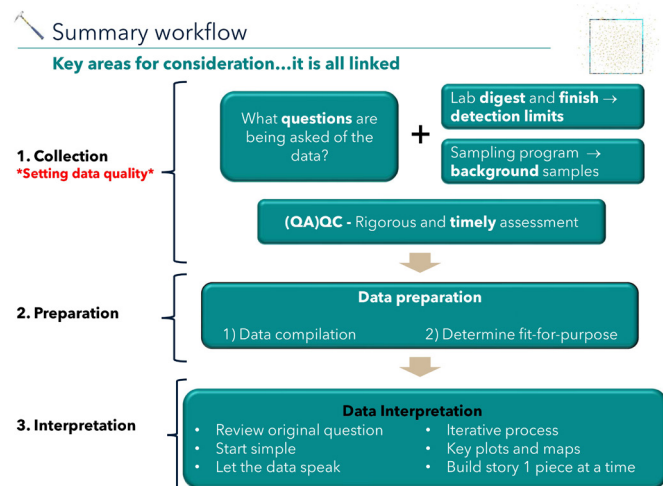 Summary workflow
Key areas for consideration...it is all linked
1. Collection
*Setting data quality*
What questions are
being asked of the
data?
+
Lab digest and finish →
detection limits
Sampling program →
background samples
(QA)QC - Rigorous and timely assessment
2. Preparation
Data preparation
1) Data compilation
2) Determine fit-for-purpose
3. Interpretation
Data Interpretation
• Review original question
• Start simple
• Let the data speak
• Iterative process
• Key plots and maps
• Build story 1 piece at a time